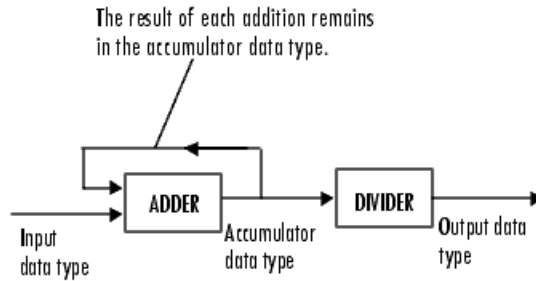 The result of each addition remains
in the accumulator data type.
ADDER
DIVIDER
Input
data type
Accumulator
data type
Output data
type